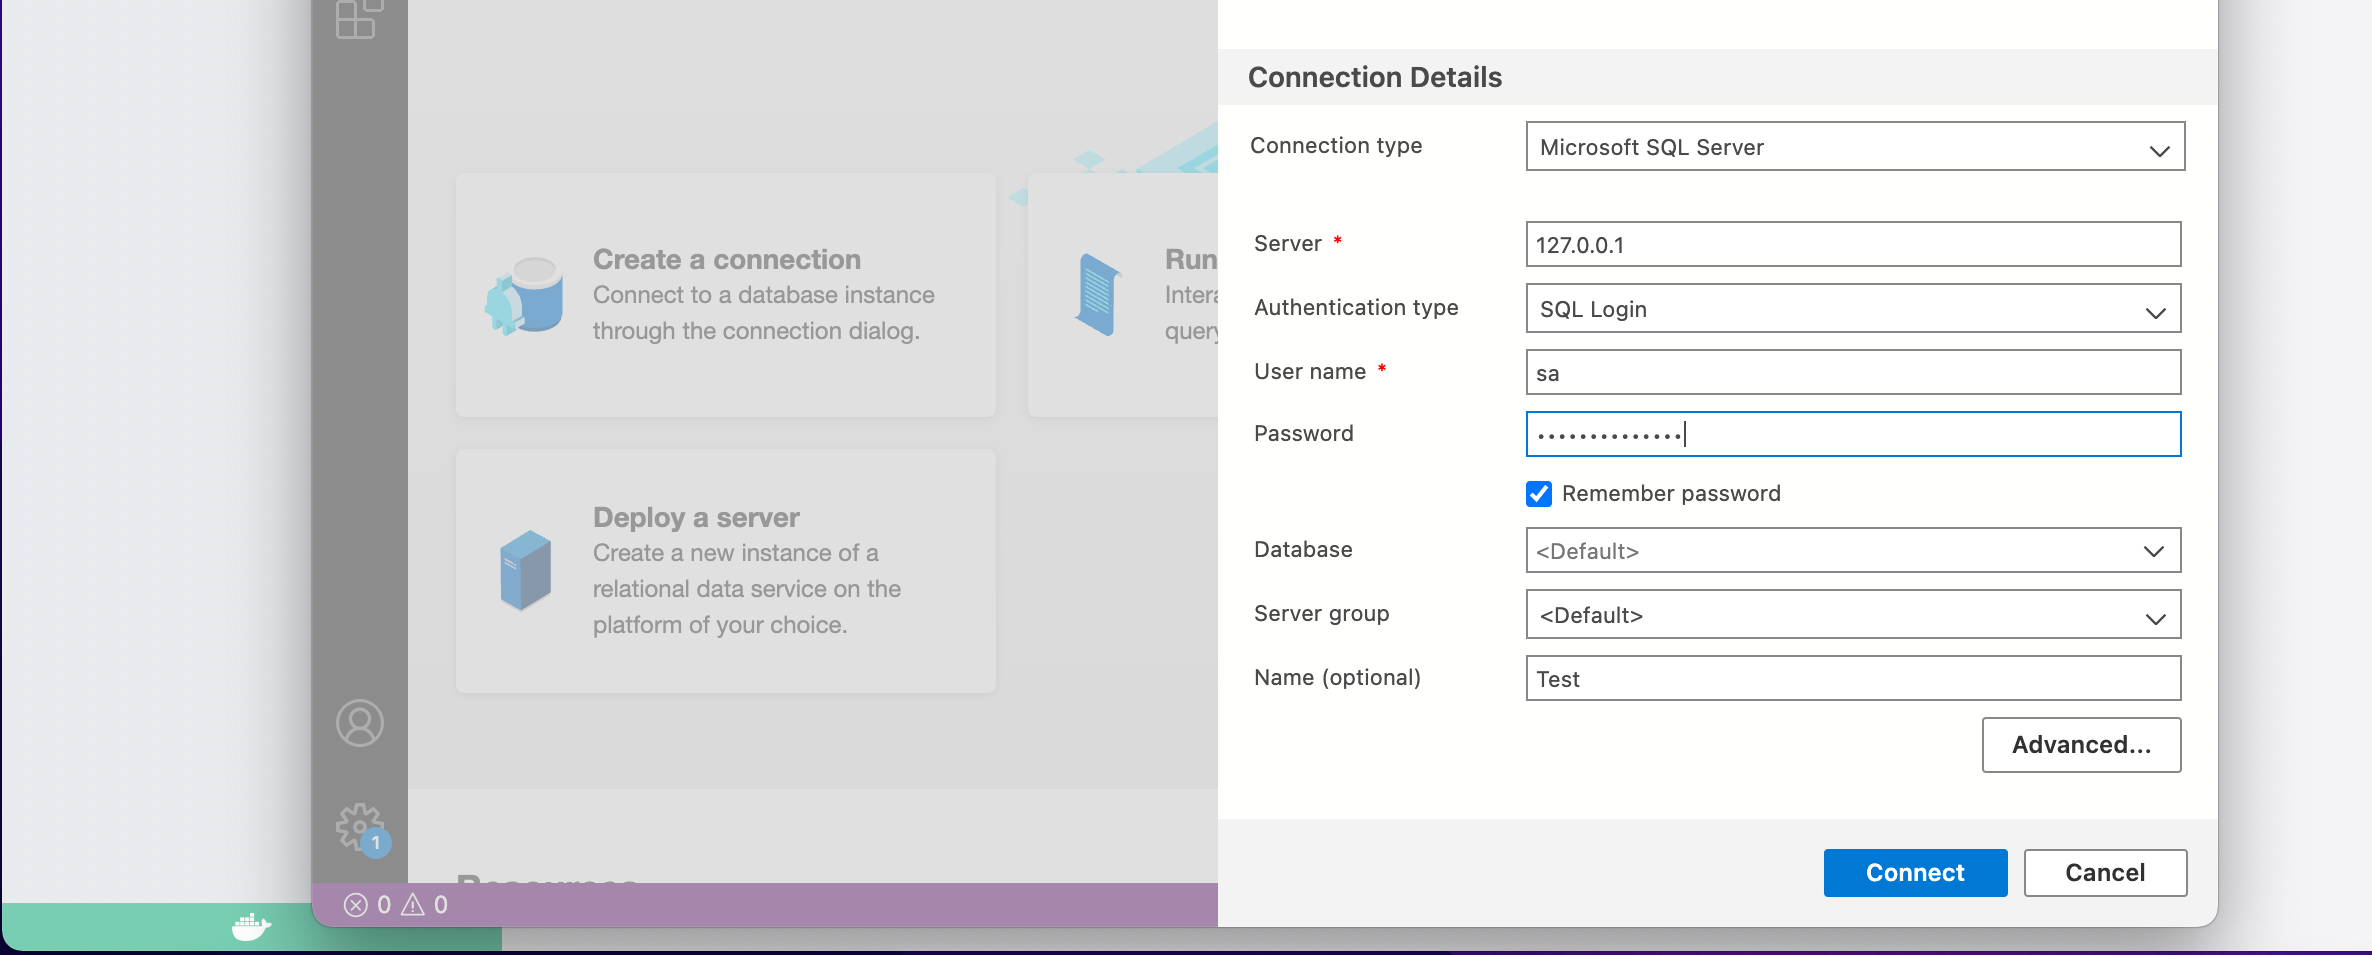 Create a connection
Connect to a database instance
through the connection dialog.
Run
Intera
query
Deploy a server
Create a new instance of a
relational data service on the
platform of your choice.
1
0 0
Connection Details
Connection type Microsoft SQL Server
Server * 127.0.0.1
Authentication type SQL Login
User name * sa
Password ••••••••••••••
Remember password
Database <Default>
Server group <Default>
Name (optional) Test
Advanced...
Connect Cancel